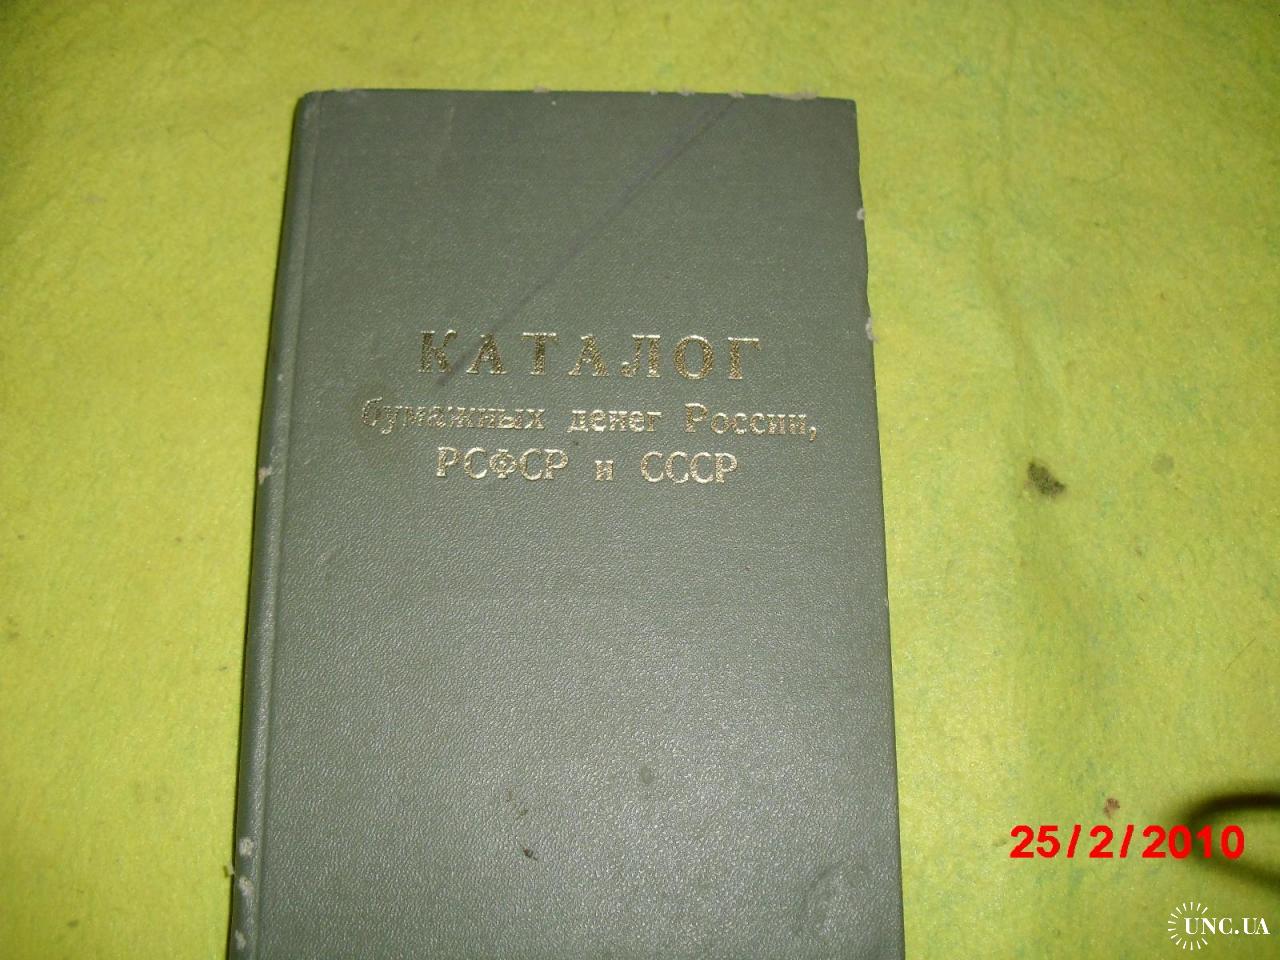 КАТАЛОГ
бумажных денег России,
РСФСР и СССР
25/2/2010
UNC.UA